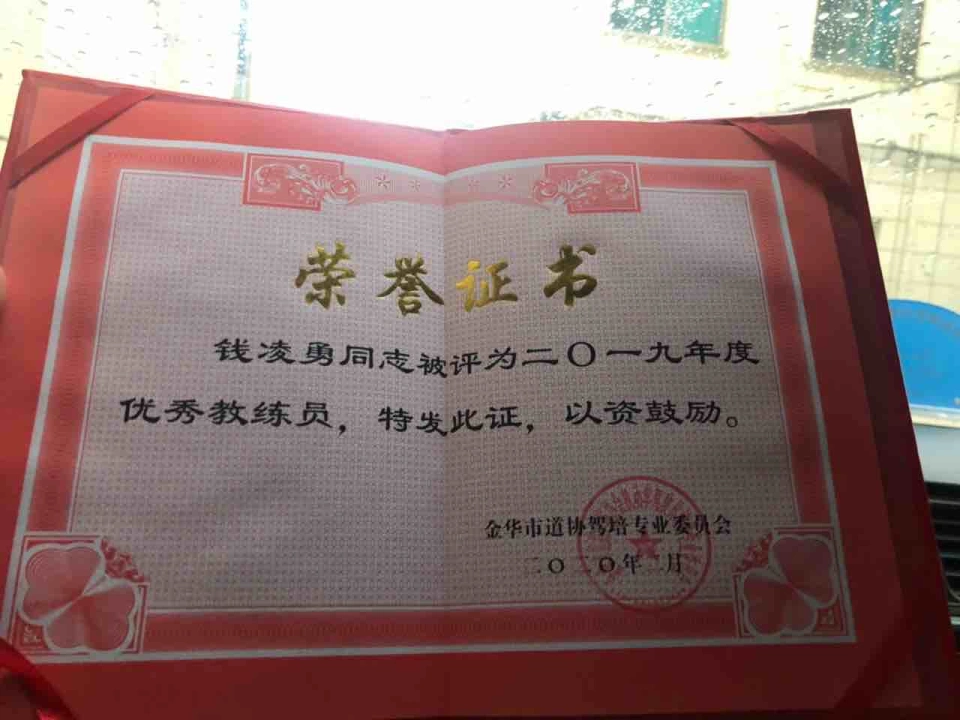 荣誉证书
钱凌勇同志被评为二〇一九年度
优秀教练员，特发此证，以资鼓励。
金华市道协驾培专业委员会
二〇二〇年二月